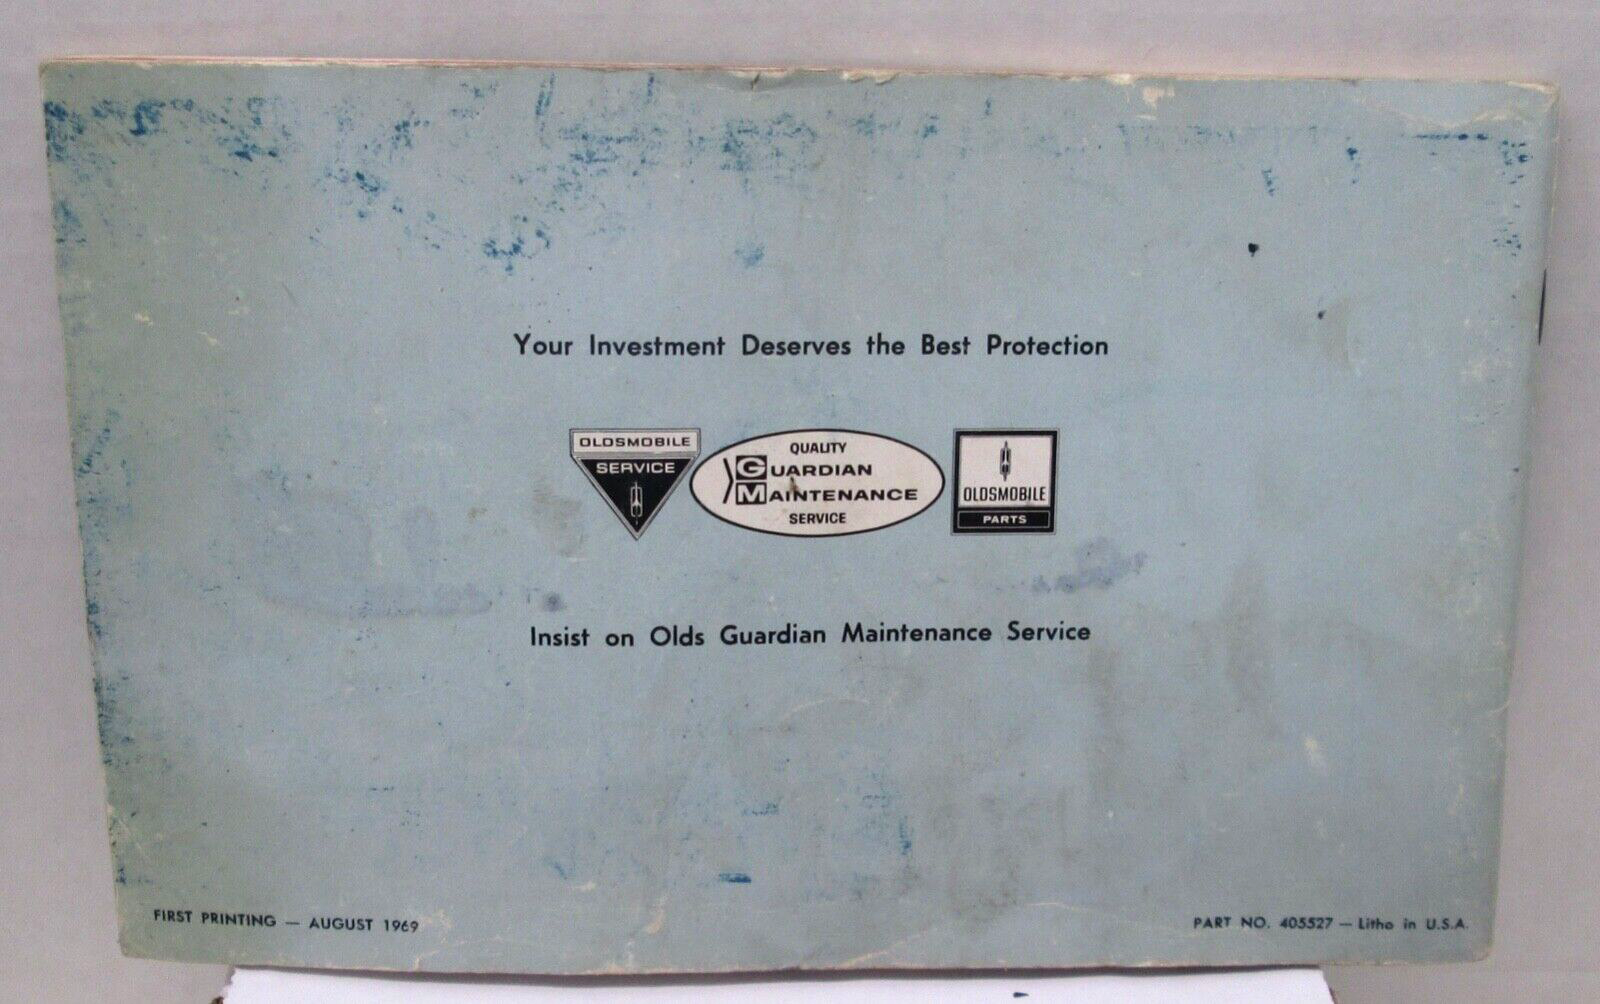 Your Investment Deserves the Best Protection
OLDSMOBILE
SERVICE
QUALITY
GUARDIAN
MAINTENANCE
SERVICE
OLDSMOBILE
PARTS
Insist on Olds Guardian Maintenance Service
FIRST PRINTING — AUGUST 1969
PART NO. 405527 — Litho in U.S.A.